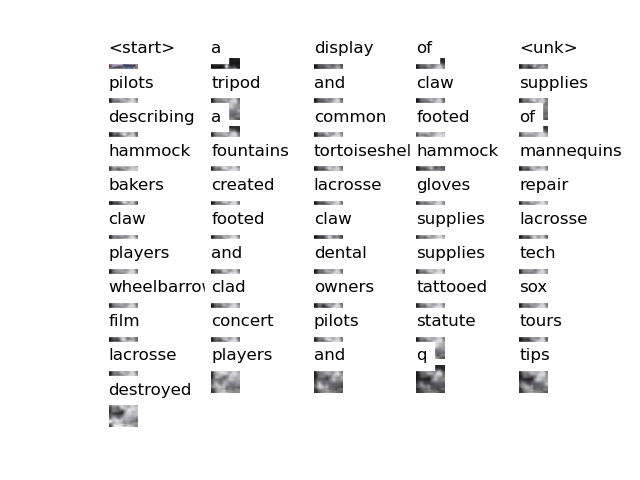 <start> a display of <unk>
pilots tripod and claw supplies
describing a common footed of
hammock fountains tortoiseshel hammock mannequins
bakers created lacrosse gloves repair
claw footed claw supplies lacrosse
players and dental supplies tech
wheelbarrow clad owners tattooed sox
film concert pilots statute tours
lacrosse players and q tips
destroyed